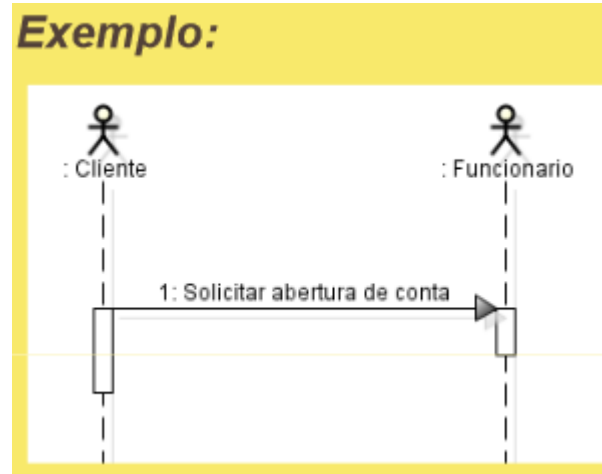 Exemplo:
: Cliente
: Funcionario
1: Solicitar abertura de conta